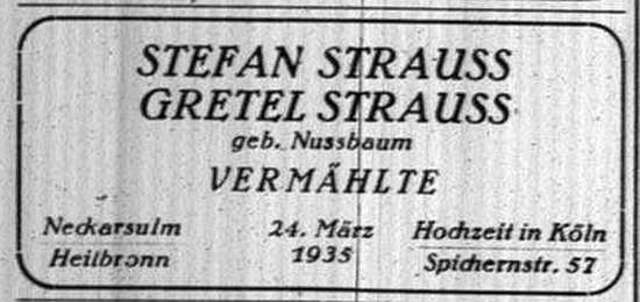 STEFAN STRAUSS
GRETEL STRAUSS
geb. Nussbaum
VERMÄHLTE
Neckarsulm
Heilbronn
24. März
1935
Hochzeit in Köln
Spichernstr. 57